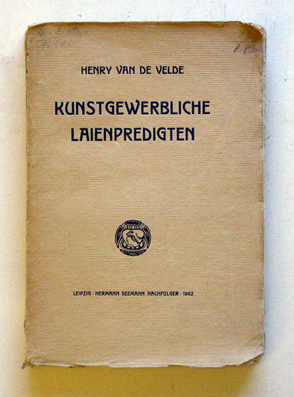 HENRY VAN DE VELDE
KUNSTGEWERBLICHE
LAIENPREDIGTEN
LEIPZIG · HERMANN SEEMANN NACHFOLGER · 1902